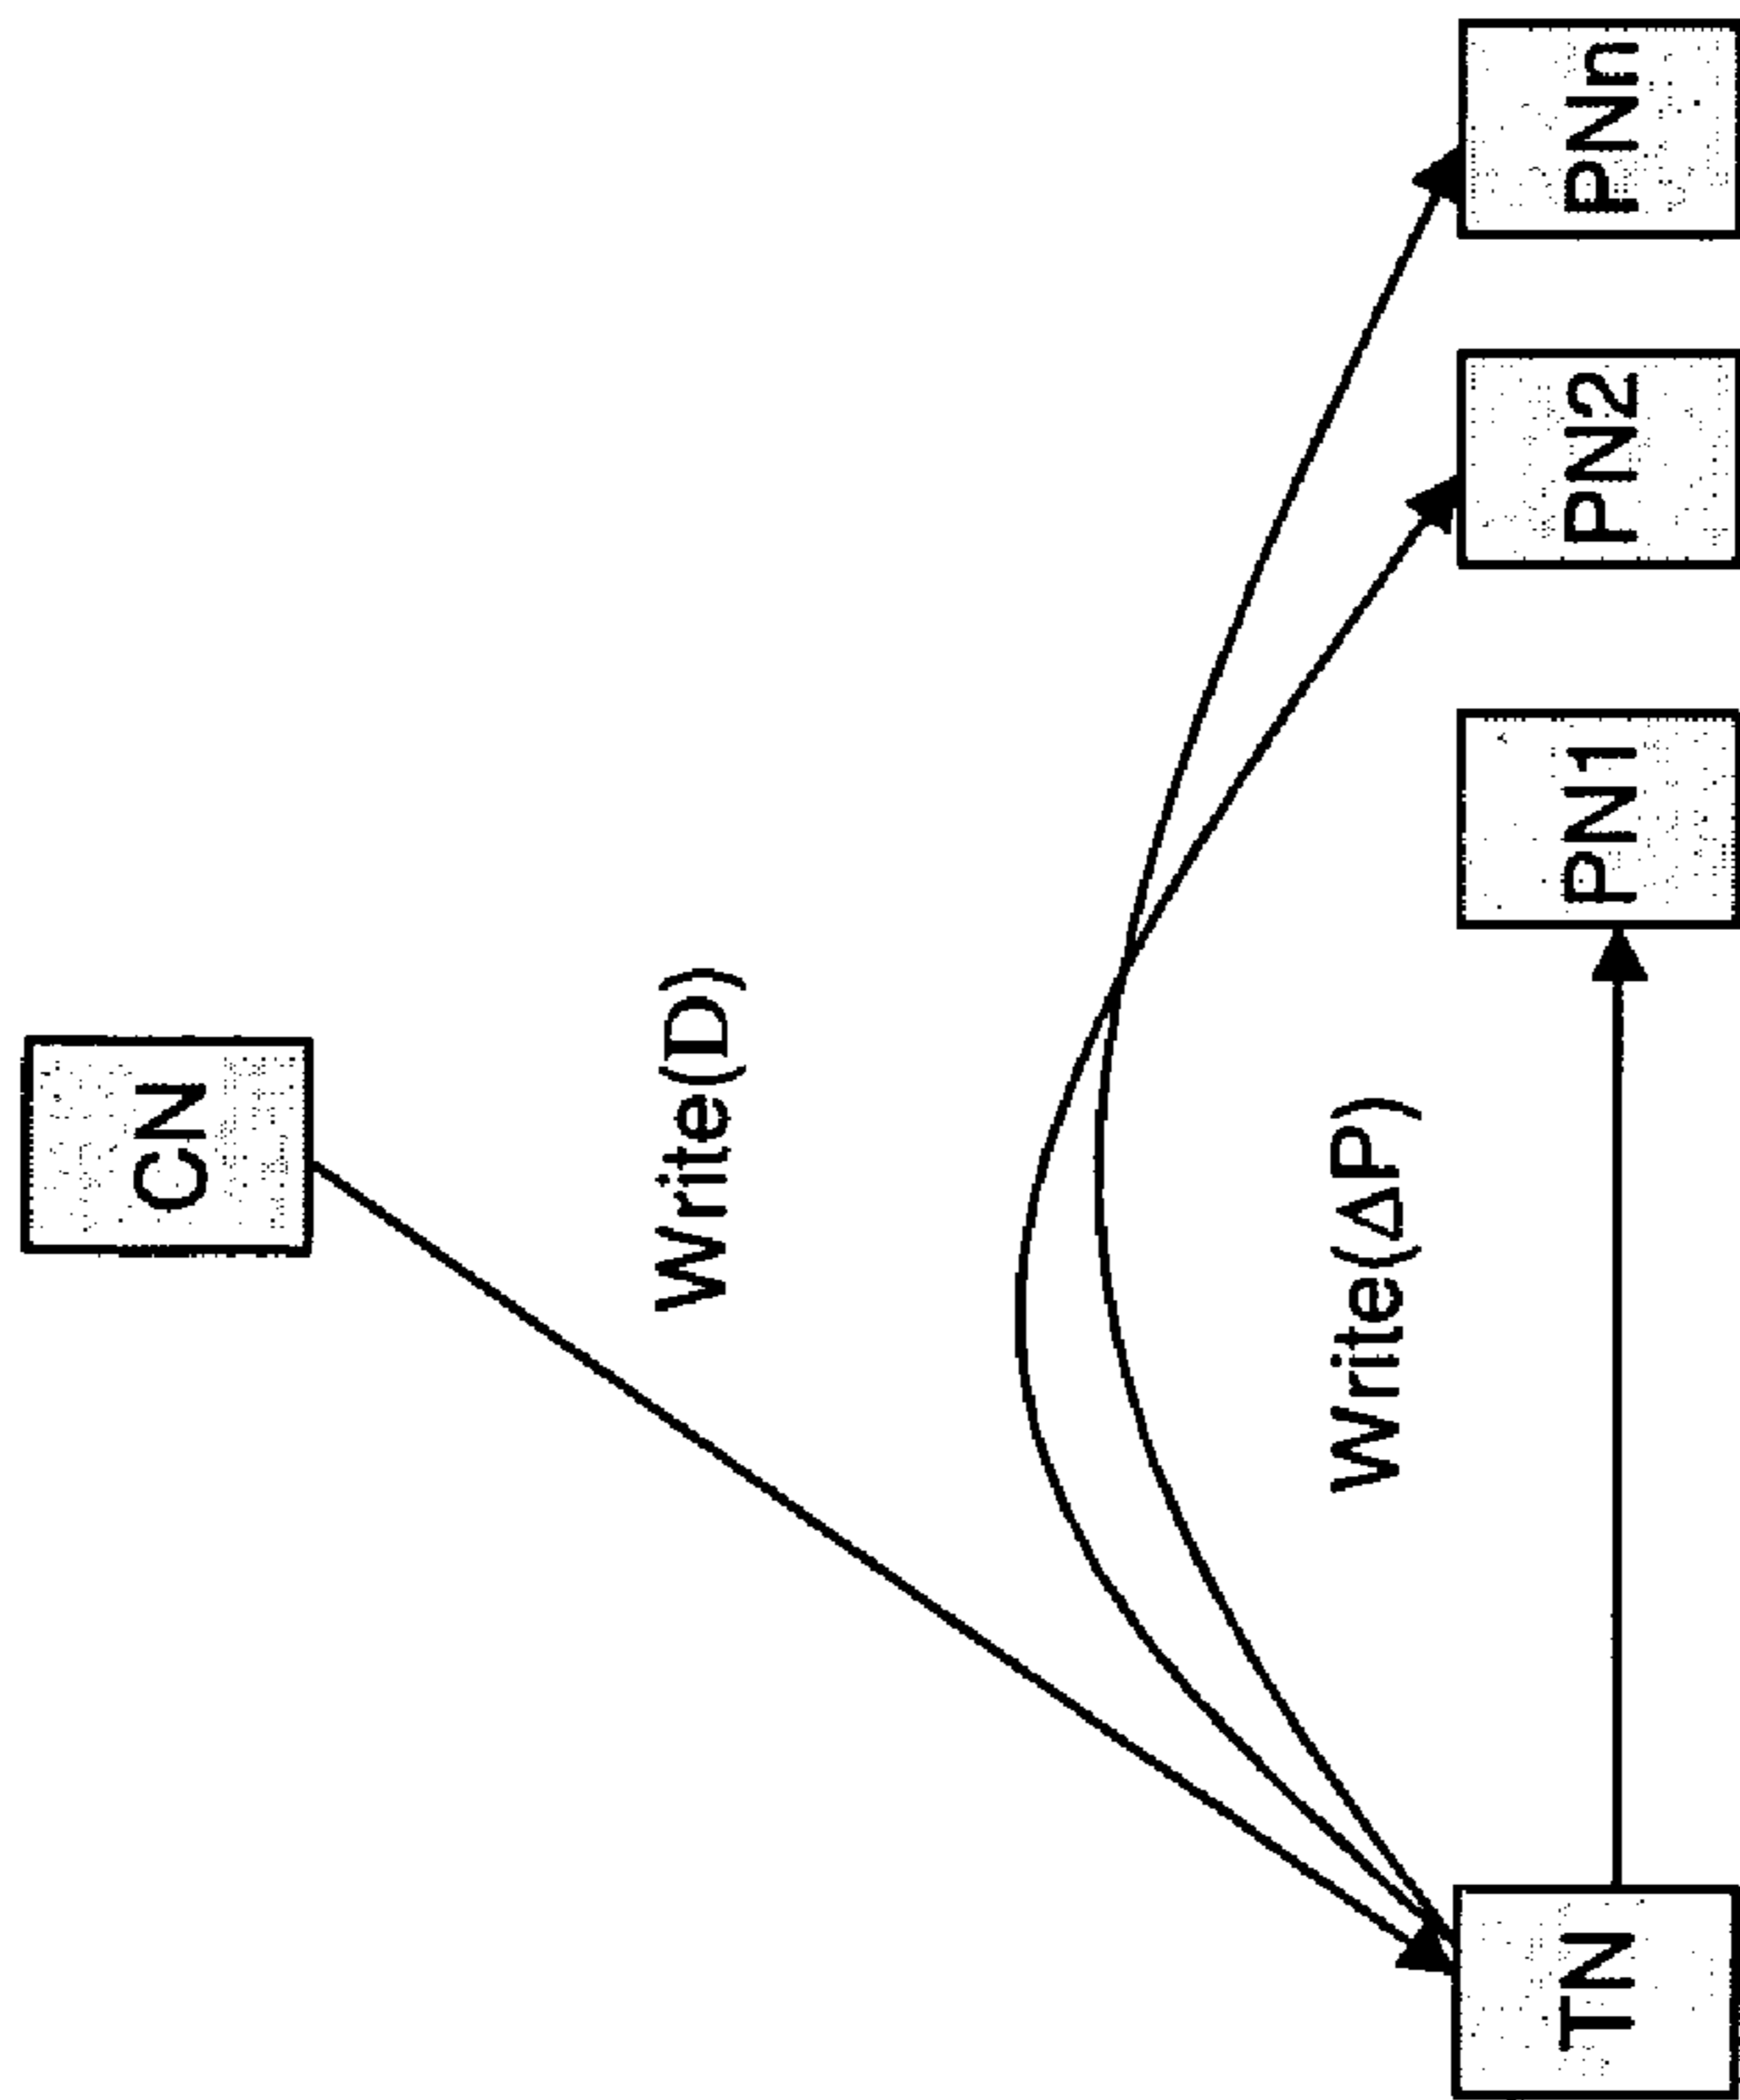 CN
Write(D)
Write(ΔP)
TN
PN1
PN2
PNn